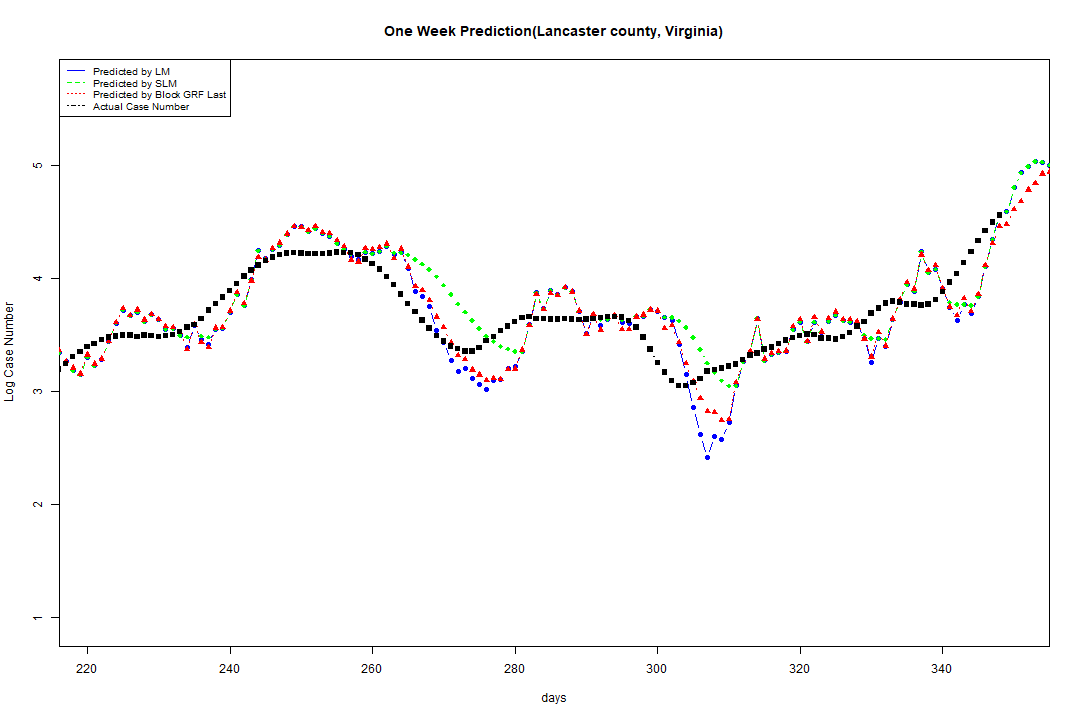 One Week Prediction(Lancaster county, Virginia)
Predicted by LM
Predicted by SLM
Predicted by Block GRF Last
Actual Case Number
Log Case Number
5
4
3
2
1
220 240 260 280 300 320 340
days